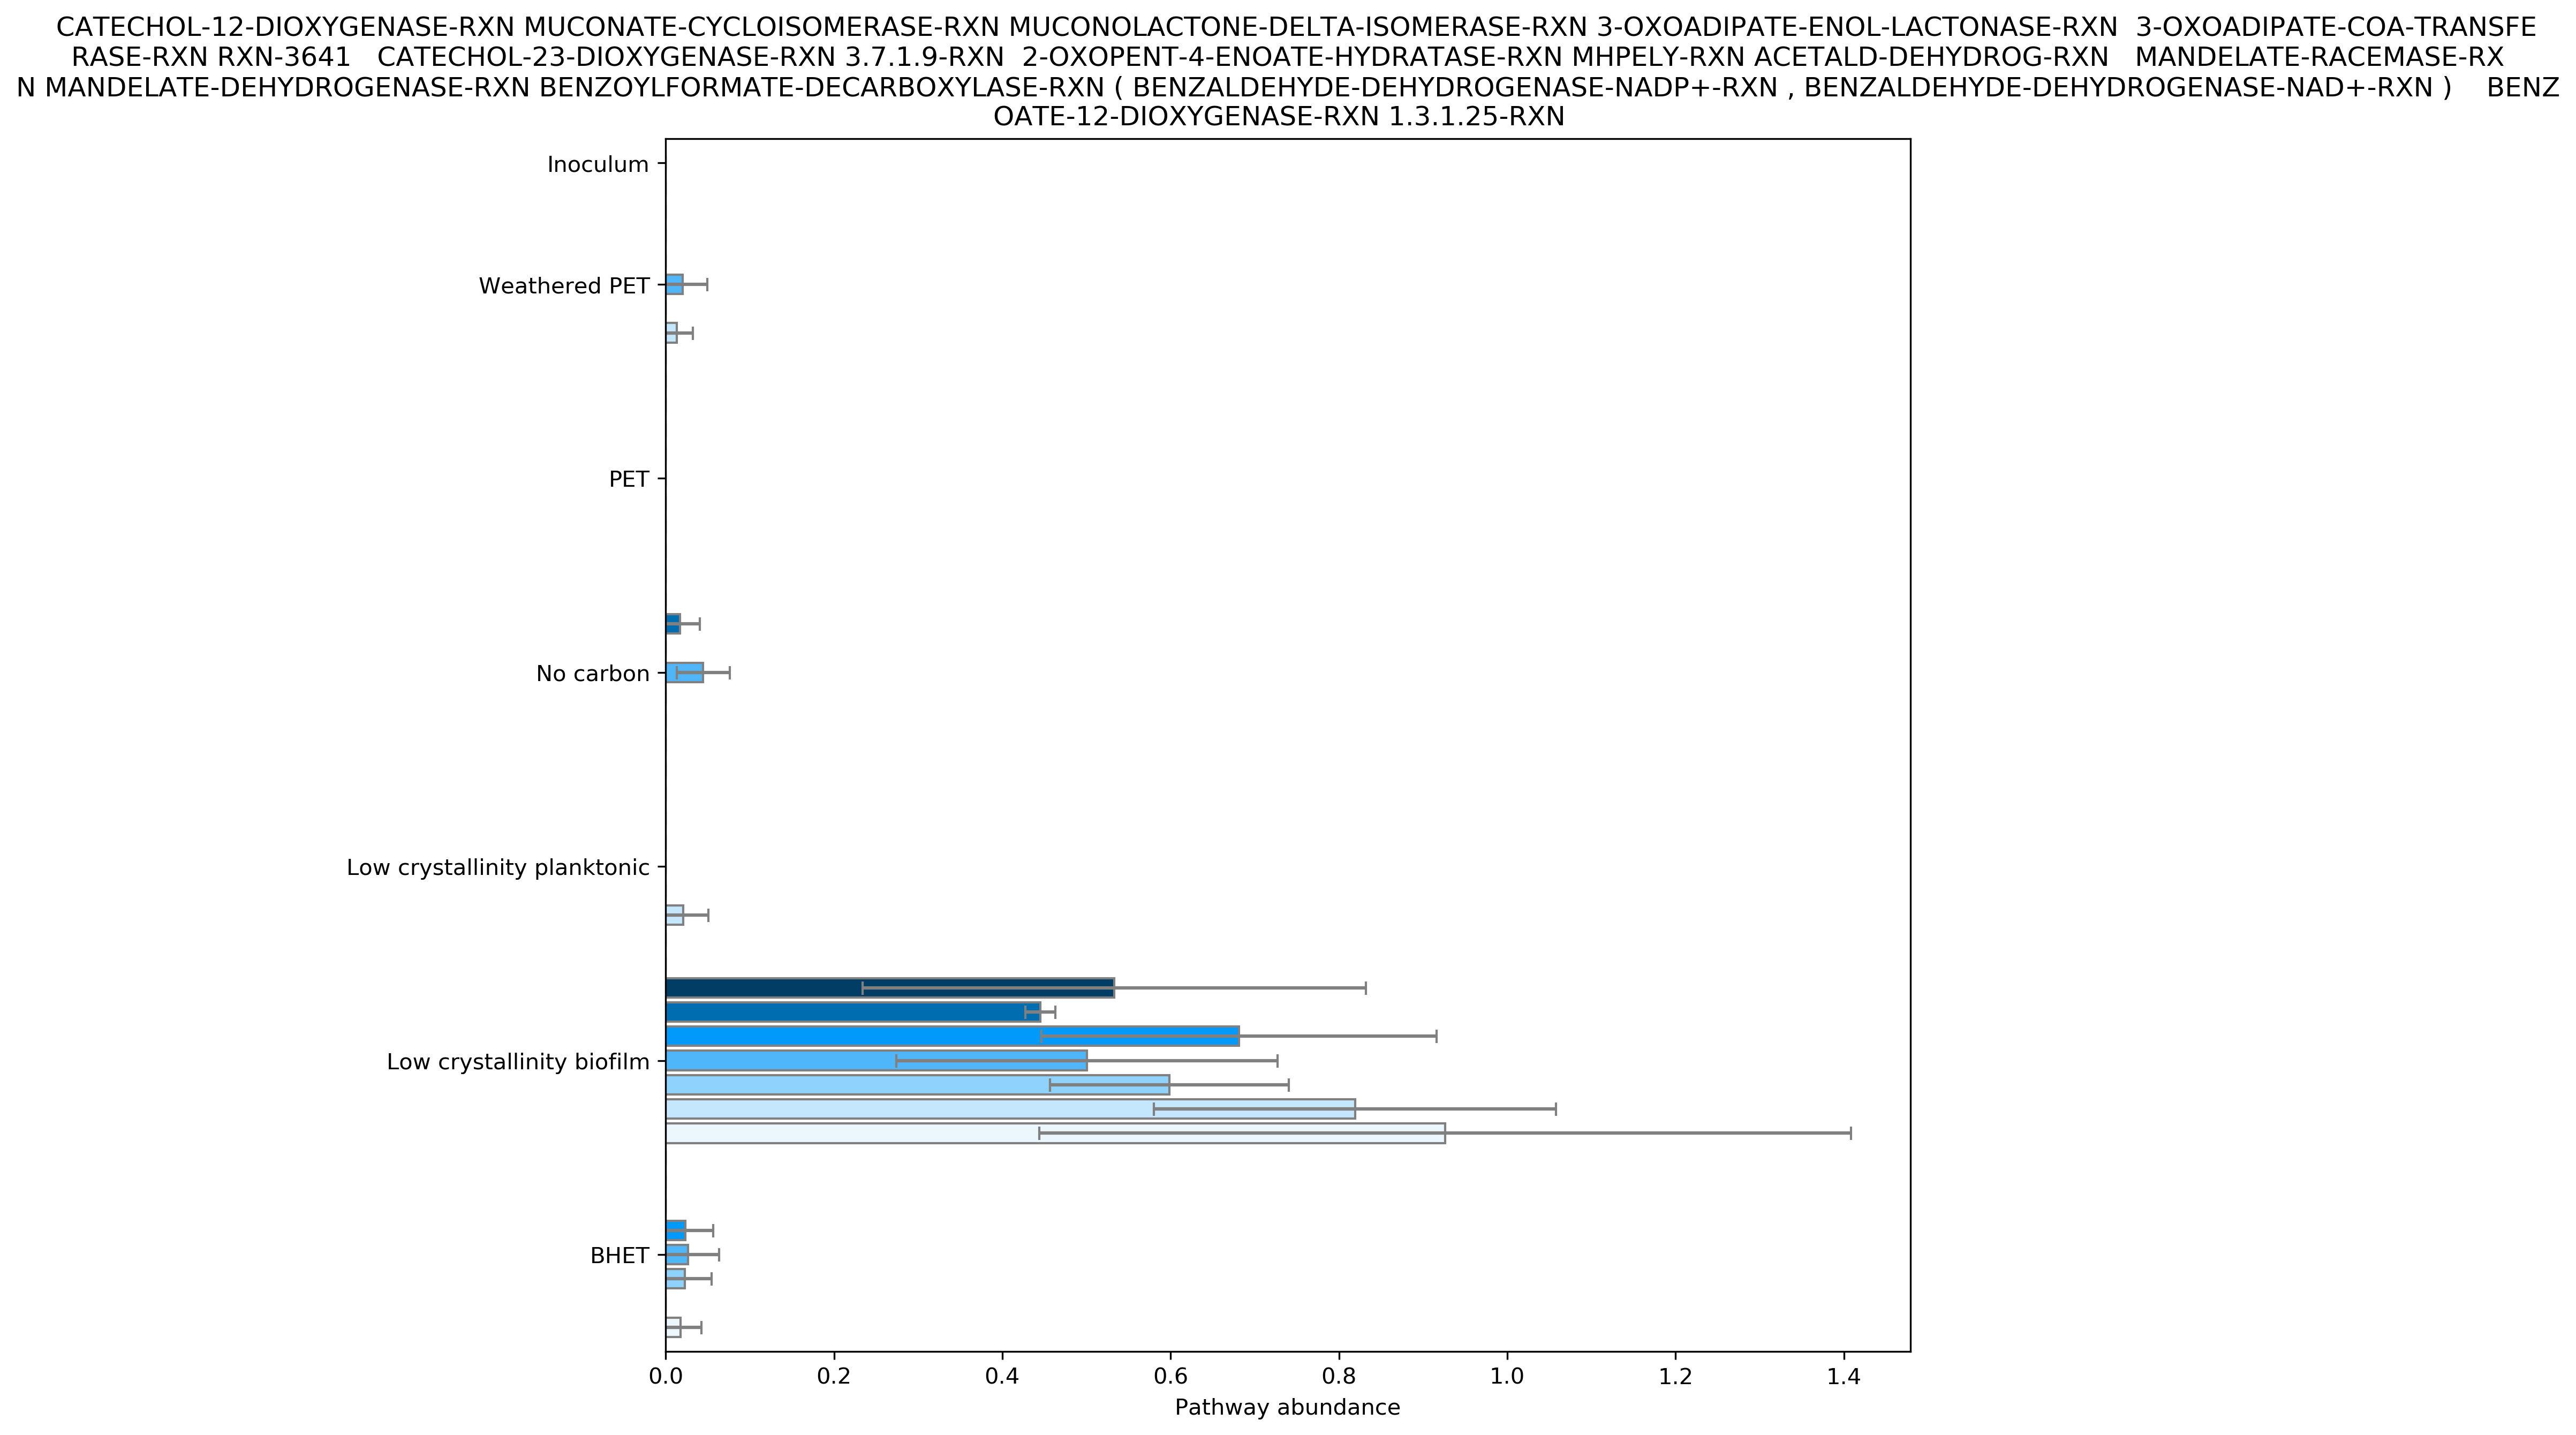 CATECHOL-12-DIOXYGENASE-RXN MUCONATE-CYCLOISOMERASE-RXN MUCONOLACTONE-DELTA-ISOMERASE-RXN 3-OXOADIPATE-ENOL-LACTONASE-RXN  3-OXOADIPATE-COA-TRANSFE
RASE-RXN RXN-3641   CATECHOL-23-DIOXYGENASE-RXN 3.7.1.9-RXN  2-OXOPENT-4-ENOATE-HYDRATASE-RXN MHPELY-RXN ACETALD-DEHYDROG-RXN   MANDELATE-RACEMASE-RX
N MANDELATE-DEHYDROGENASE-RXN BENZOYLFORMATE-DECARBOXYLASE-RXN ( BENZALDEHYDE-DEHYDROGENASE-NADP+-RXN , BENZALDEHYDE-DEHYDROGENASE-NAD+-RXN )    BENZ
OATE-12-DIOXYGENASE-RXN 1.3.1.25-RXN
Inoculum
Weathered PET
PET
No carbon
Low crystallinity planktonic
Low crystallinity biofilm
BHET
0.0 0.2 0.4 0.6 0.8 1.0 1.2 1.4
Pathway abundance